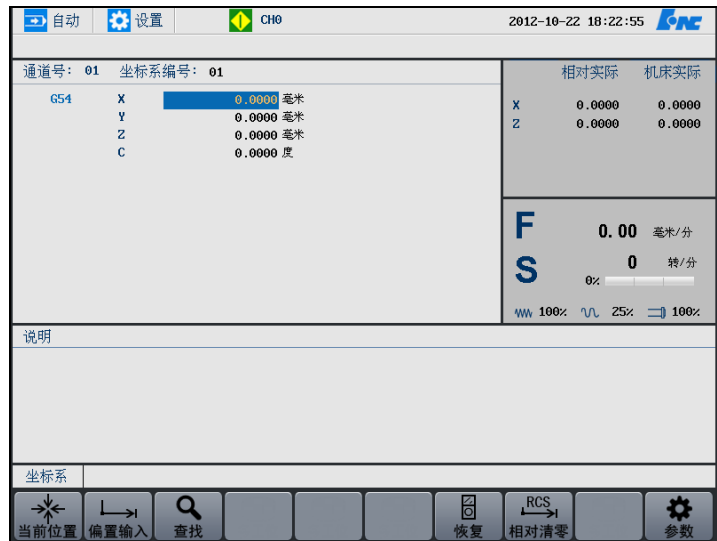 自动 设置 CH0 2012-10-22 18:22:55 HNC
通道号: 01 坐标系编号: 01
相对实际 机床实际
G54 X 0.0000 毫米
Y 0.0000 毫米
Z 0.0000 毫米
C 0.0000 度
X 0.0000 0.0000
Z 0.0000 0.0000
F 0.00 毫米/分
S 0 转/分
0%
100% 25% 100%
说明
坐标系
RCS
当前位置 偏置输入 查找 恢复 相对清零 参数